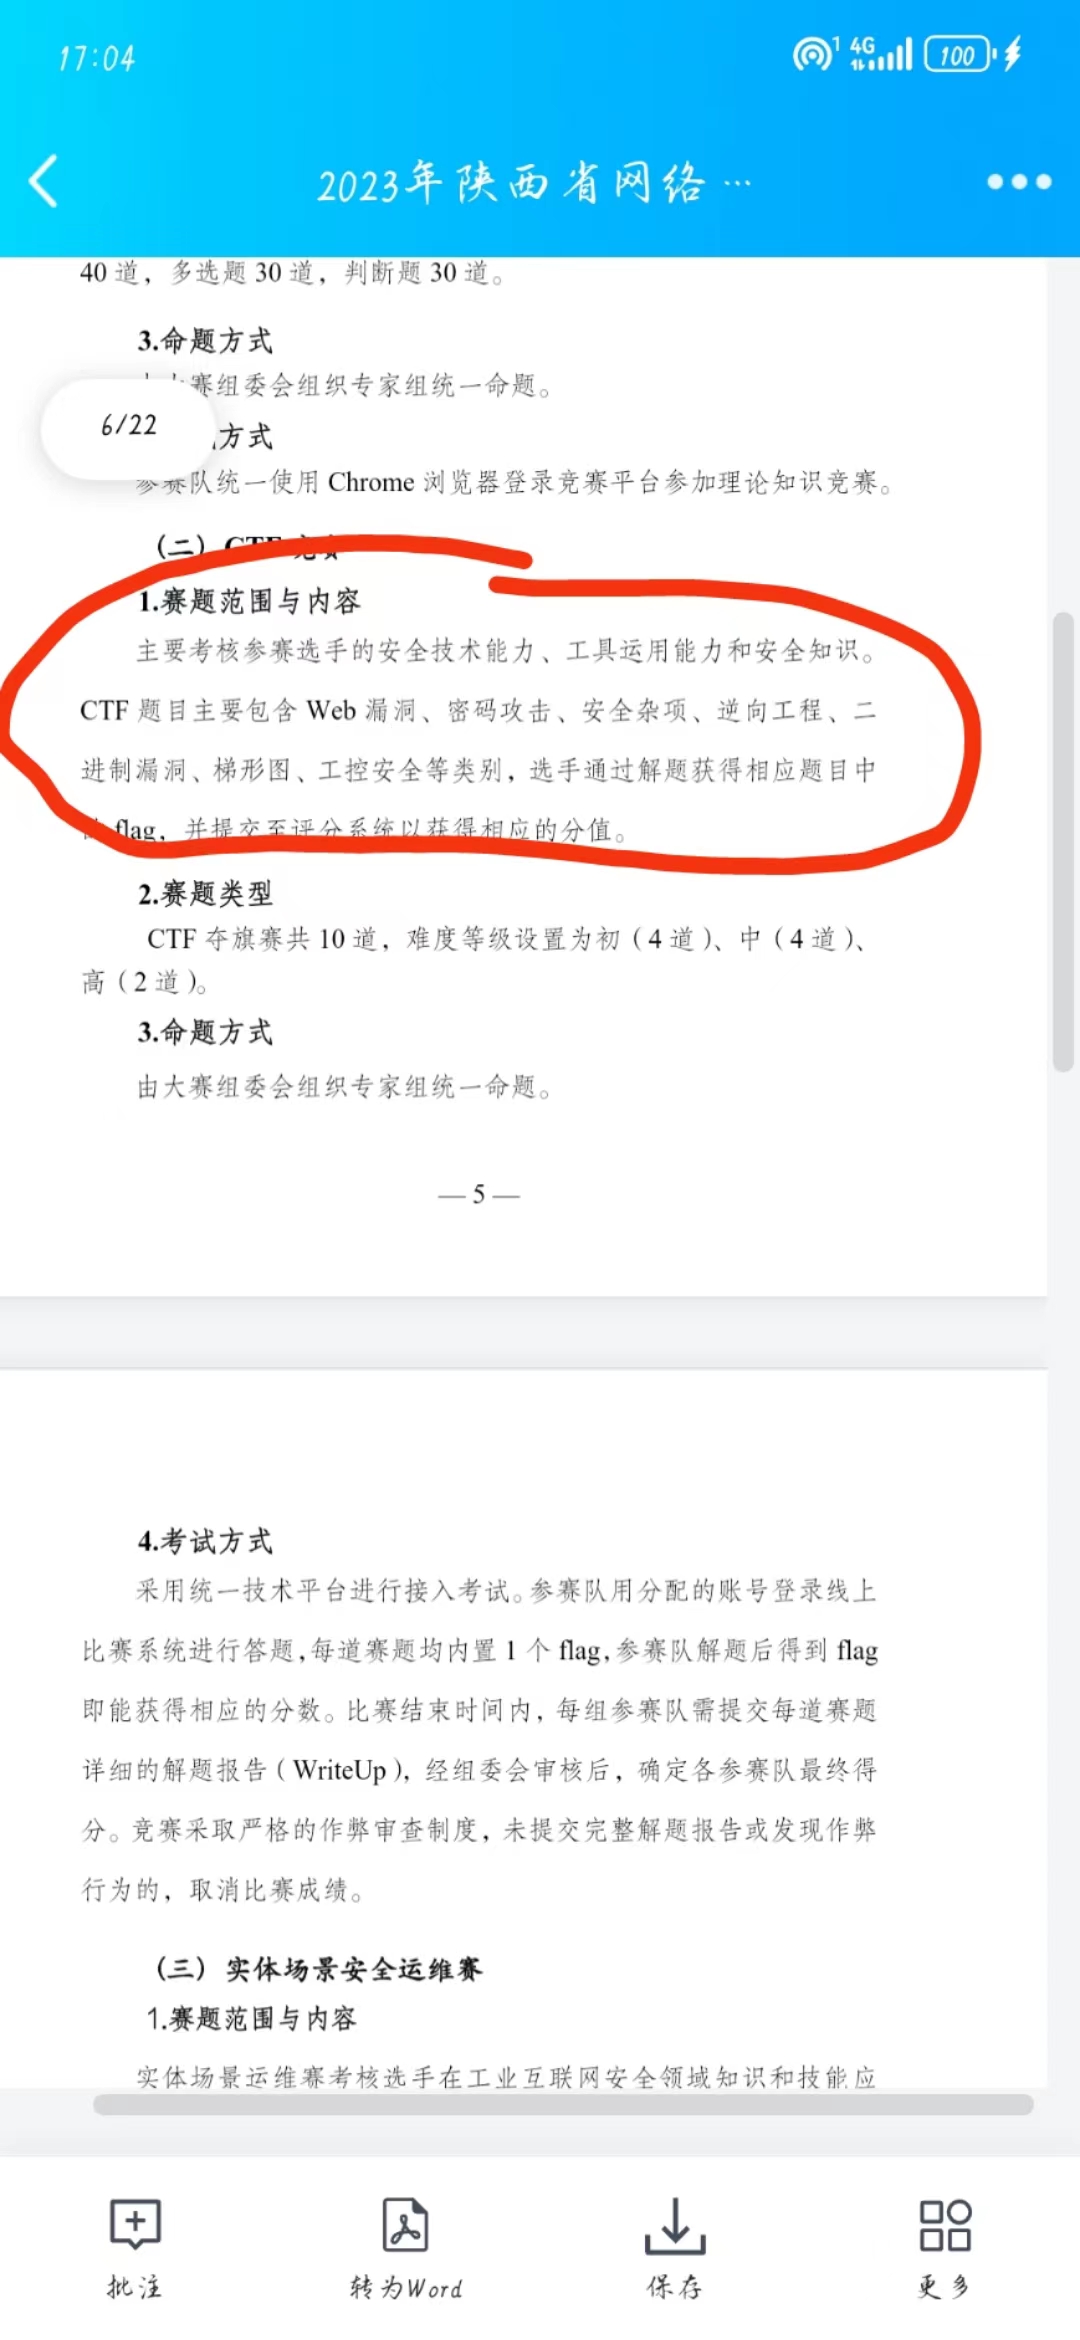 17:04
1 4G 100
2023年陕西省网络…
40 道，多选题 30 道，判断题 30 道。
3.命题方式
赛组委会组织专家组统一命题。
6/22
方式
参赛队统一使用 Chrome 浏览器登录竞赛平台参加理论知识竞赛。
（二）CTF 竞赛
1.赛题范围与内容
主要考核参赛选手的安全技术能力、工具运用能力和安全知识。
CTF 题目主要包含 Web 漏洞、密码攻击、安全杂项、逆向工程、二
进制漏洞、梯形图、工控安全等类别，选手通过解题获得相应题目中
flag，并提交至评分系统以获得相应的分值。
2.赛题类型
CTF 夺旗赛共 10 道，难度等级设置为初（4 道）、中（4 道）、
高（2 道）。
3.命题方式
由大赛组委会组织专家组统一命题。
— 5 —
4.考试方式
采用统一技术平台进行接入考试。参赛队用分配的账号登录线上
比赛系统进行答题，每道赛题均内置 1 个 flag，参赛队解题后得到 flag
即能获得相应的分数。比赛结束时间内，每组参赛队需提交每道赛题
详细的解题报告（WriteUp），经组委会审核后，确定各参赛队最终得
分。竞赛采取严格的作弊审查制度，未提交完整解题报告或发现作弊
行为的，取消比赛成绩。
（三）实体场景安全运维赛
1.赛题范围与内容
实体场景运维赛考核选手在工业互联网安全领域知识和技能应
批注
转为Word
保存
更多